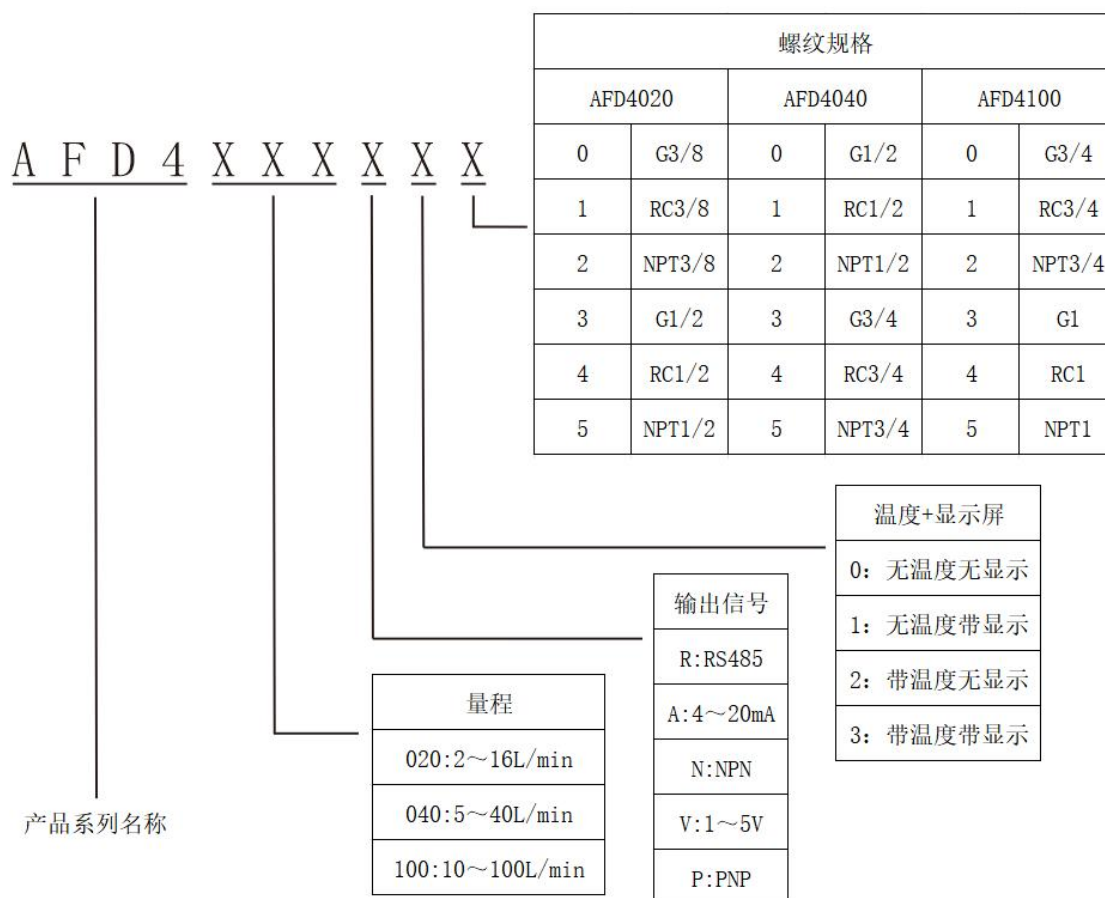 螺纹规格
AFD4020 AFD4040 AFD4100
AFD4XXXXXX
0 G3/8 0 G1/2 0 G3/4
1 RC3/8 1 RC1/2 1 RC3/4
2 NPT3/8 2 NPT1/2 2 NPT3/4
3 G1/2 3 G3/4 3 G1
4 RC1/2 4 RC3/4 4 RC1
5 NPT1/2 5 NPT3/4 5 NPT1
温度+显示屏
0: 无温度无显示
1: 无温度带显示
2: 带温度无显示
3: 带温度带显示
输出信号
R:RS485
A:4～20mA
N:NPN
V:1～5V
P:PNP
量程
020:2～16L/min
040:5～40L/min
100:10～100L/min
产品系列名称